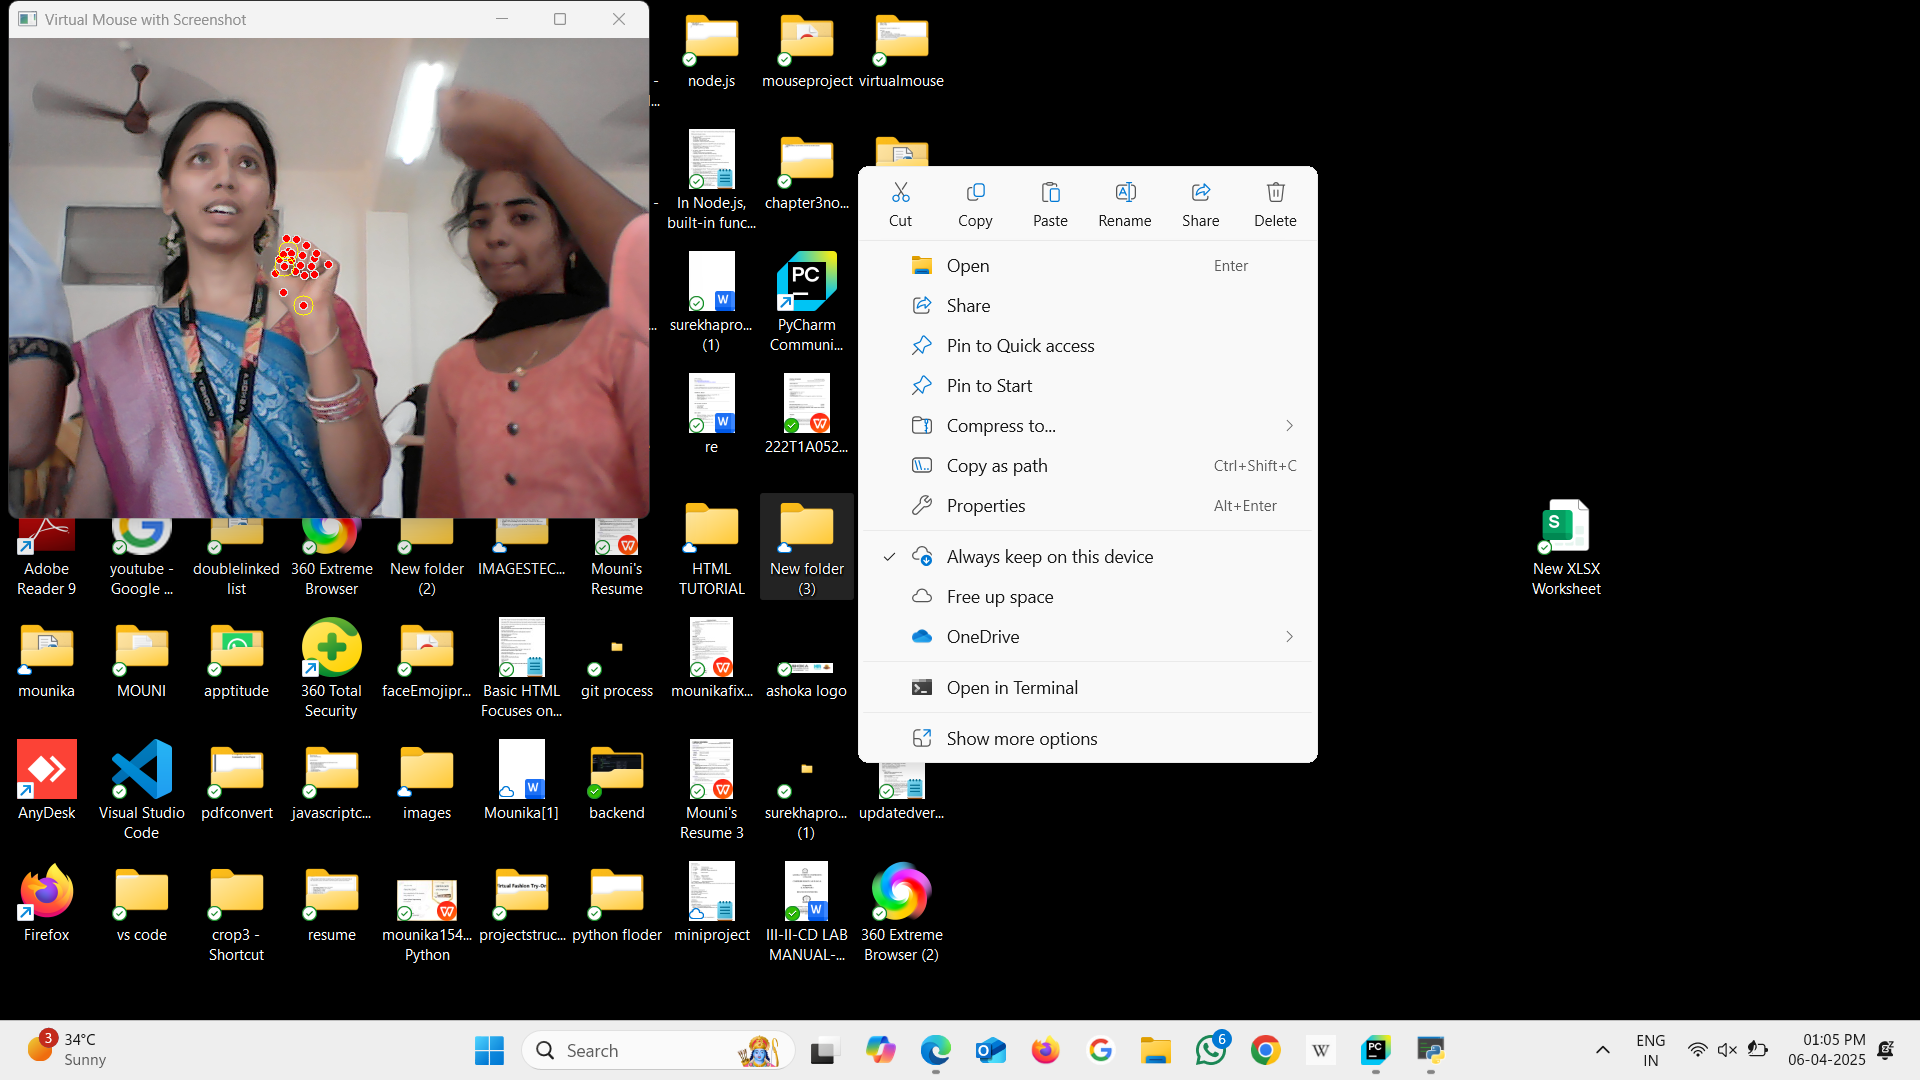 Virtual Mouse with Screenshot
node.js
mouseproject
virtualmouse
In Node.js,
built-in func...
chapter3no...
surekhapro...
(1)
PyCharm
Communi...
re
222T1A052...
Cut
Copy
Paste
Rename
Share
Delete
Open
Enter
Share
Pin to Quick access
Pin to Start
Compress to...
Copy as path
Ctrl+Shift+C
Properties
Alt+Enter
Always keep on this device
Free up space
OneDrive
Open in Terminal
Show more options
Adobe
Reader 9
youtube -
Google ...
doublelinked
list
360 Extreme
Browser
New folder
(2)
IMAGESTEC...
Mouni's
Resume
HTML
TUTORIAL
New folder
(3)
New XLSX
Worksheet
mounika
MOUNI
apptitude
360 Total
Security
faceEmojipr...
Basic HTML
Focuses on...
git process
mounikafix...
ashoka logo
AnyDesk
Visual Studio
Code
pdfconvert
javascriptc...
images
Mounika[1]
backend
Mouni's
Resume 3
surekhapro...
(1)
updatedver...
Firefox
vs code
crop3 -
Shortcut
resume
mounika154...
Python
projectstruc...
python floder
miniproject
III-II-CD LAB
MANUAL-...
360 Extreme
Browser (2)
3
34°C
Sunny
Search
6
ENG
IN
01:05 PM
06-04-2025